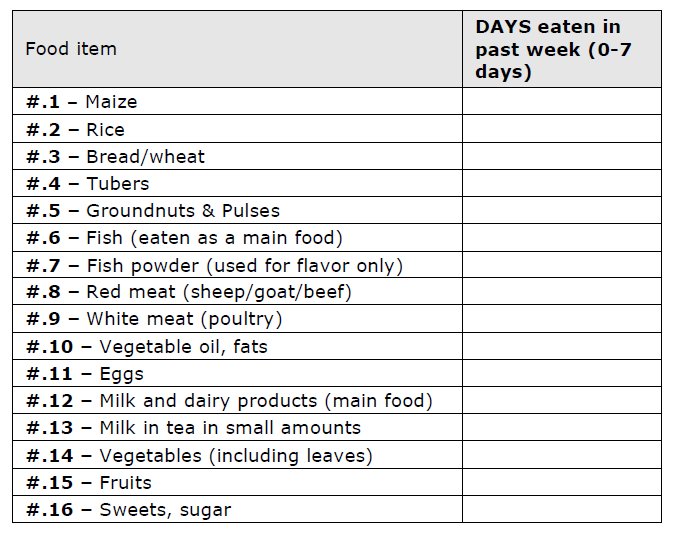 Food item
DAYS eaten in
past week (0-7
days)
#.1 – Maize
#.2 – Rice
#.3 – Bread/wheat
#.4 – Tubers
#.5 – Groundnuts & Pulses
#.6 – Fish (eaten as a main food)
#.7 – Fish powder (used for flavor only)
#.8 – Red meat (sheep/goat/beef)
#.9 – White meat (poultry)
#.10 – Vegetable oil, fats
#.11 – Eggs
#.12 – Milk and dairy products (main food)
#.13 – Milk in tea in small amounts
#.14 – Vegetables (including leaves)
#.15 – Fruits
#.16 – Sweets, sugar